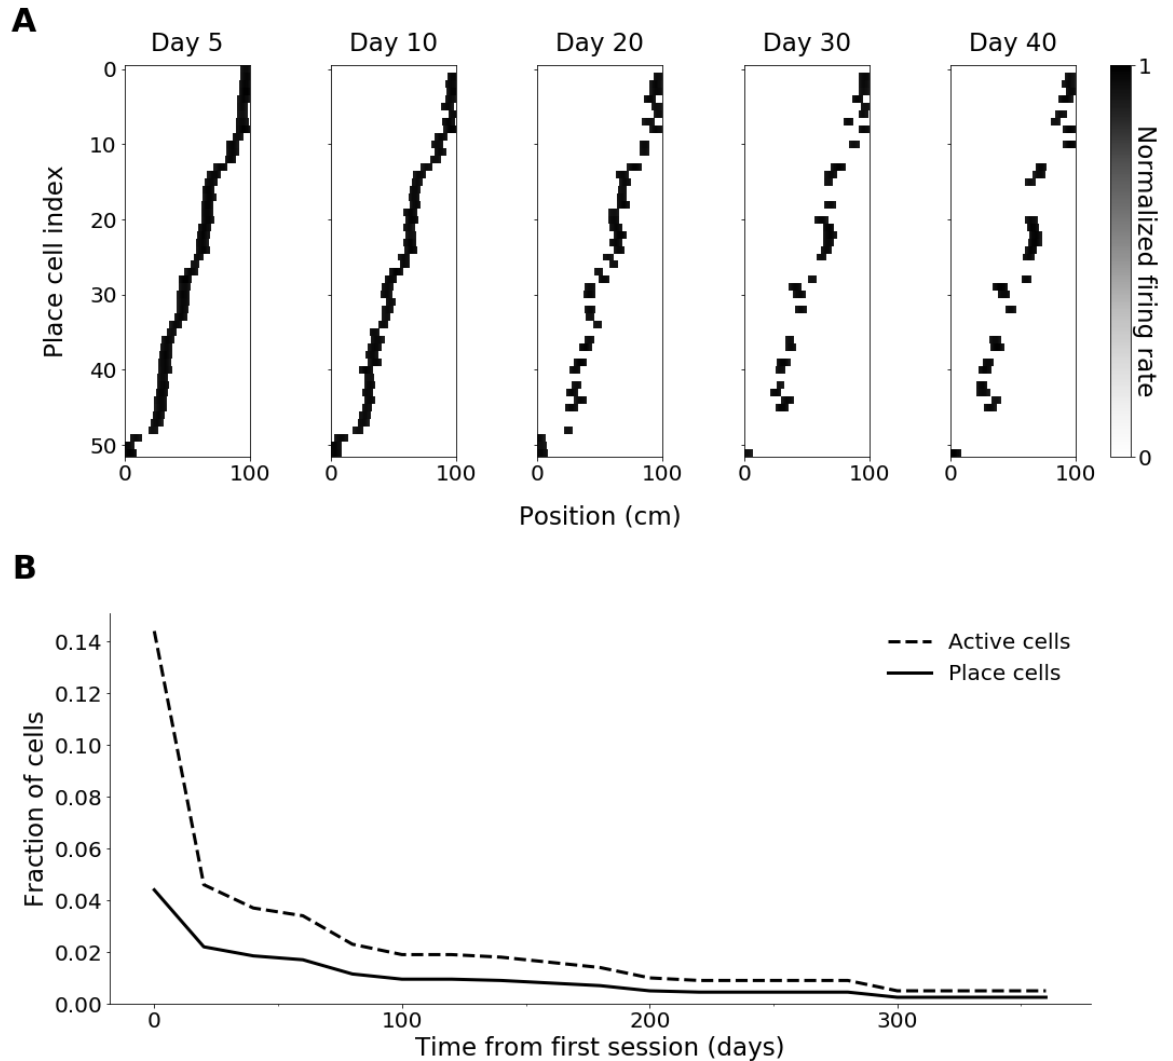 A
Day 5 Day 10 Day 20 Day 30 Day 40
Place cell index
0
10
20
30
40
50
0 100 0 100 0 100 0 100 0 100
Position (cm)
1
0
Normalized firing rate
B
Active cells
Place cells
Fraction of cells
0.14
0.12
0.10
0.08
0.06
0.04
0.02
0.00
0 100 200 300
Time from first session (days)